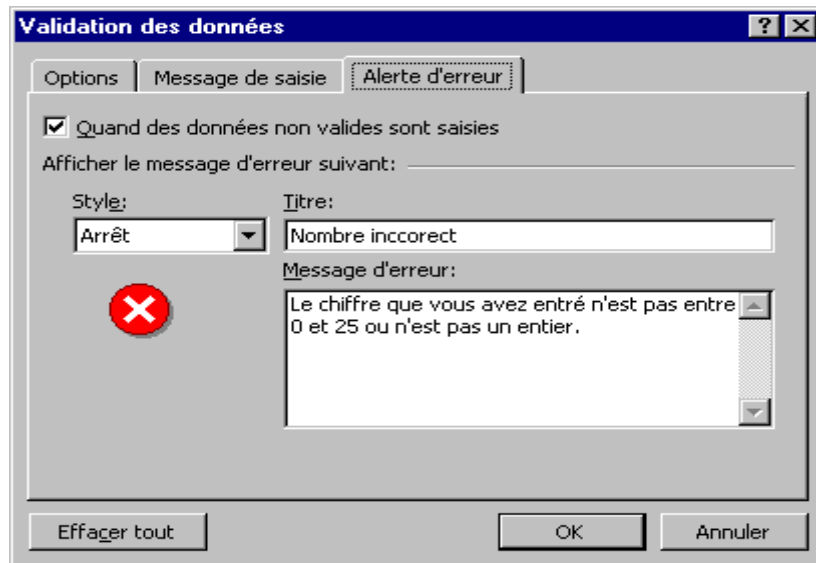 Validation des données
Options Message de saisie Alerte d'erreur
Quand des données non valides sont saisies
Afficher le message d'erreur suivant:
Style: Titre:
Arrêt Nombre inccorect
Message d'erreur:
Le chiffre que vous avez entré n'est pas entre
0 et 25 ou n'est pas un entier.
Effacer tout OK Annuler